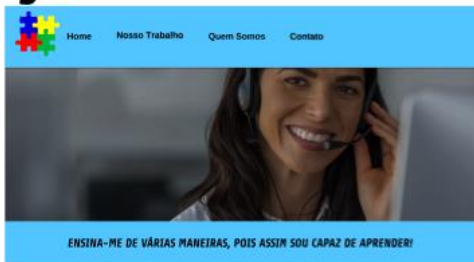 Home Nosso Trabalho Quem Somos Contato
ENSINA-ME DE VÁRIAS MANEIRAS, POIS ASSIM SOU CAPAZ DE APRENDER!